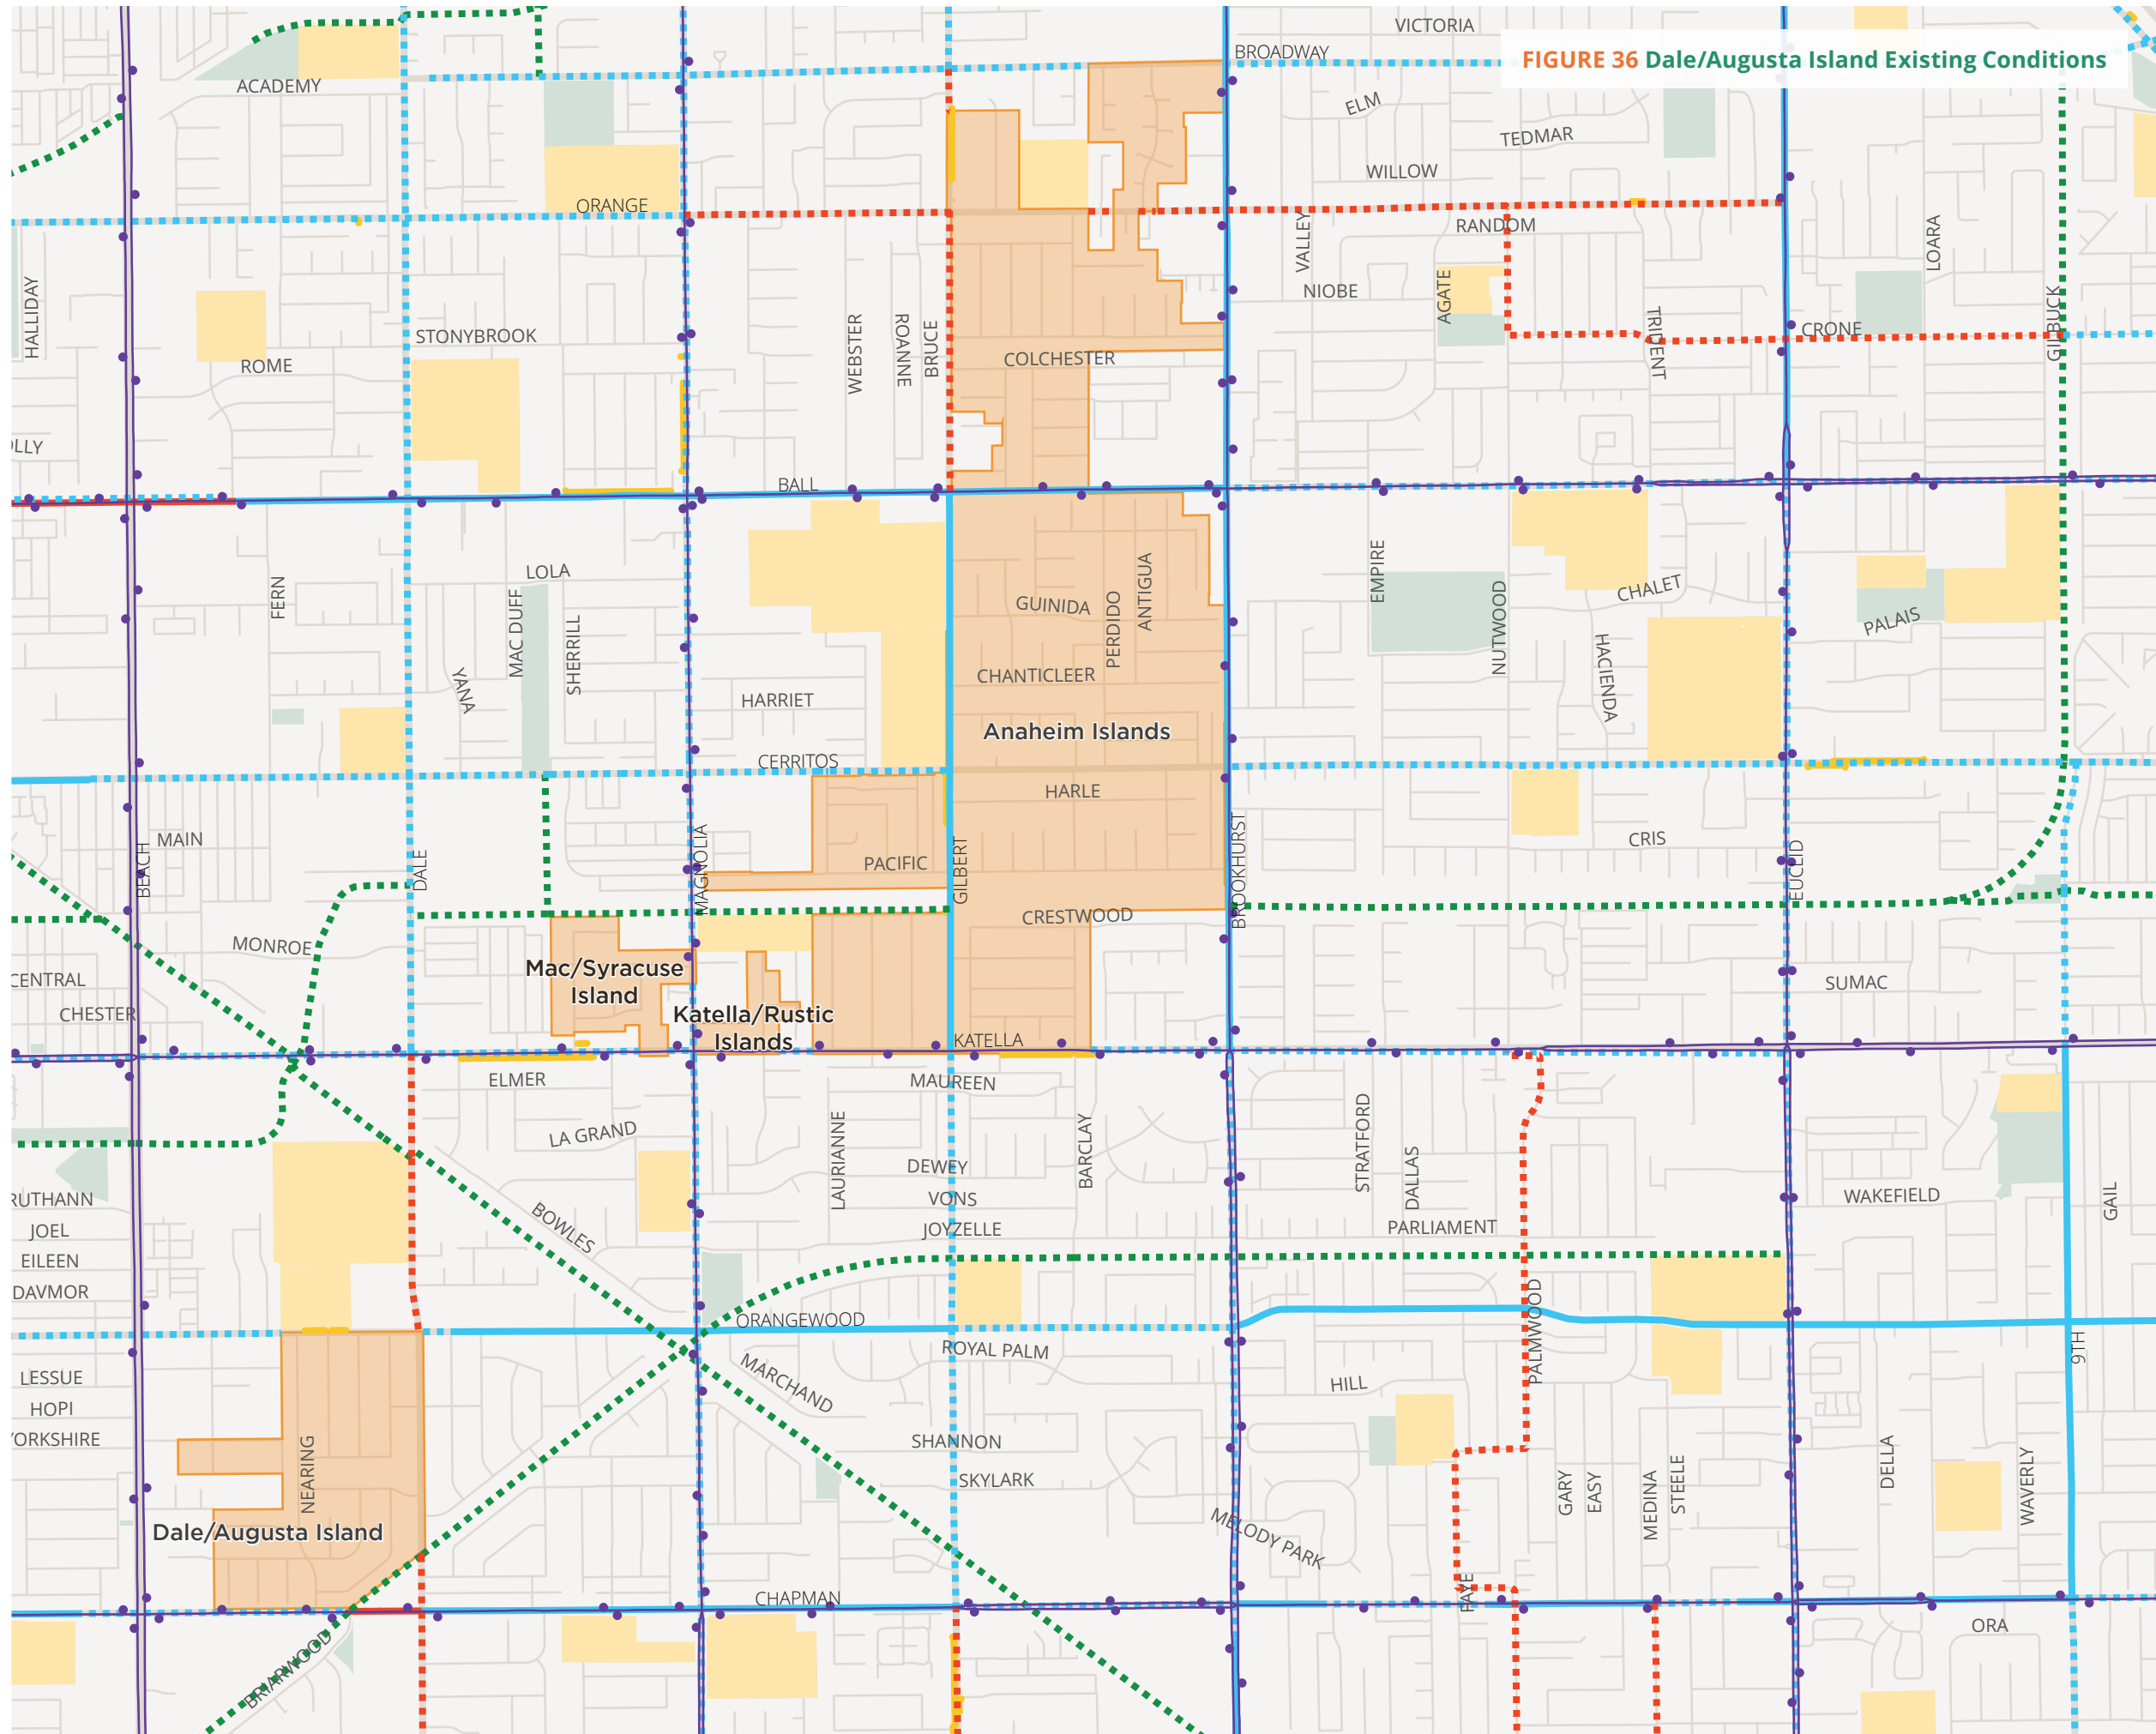 VICTORIA
BROADWAY
FIGURE 36 Dale/Augusta Island Existing Conditions
ACADEMY
ELM
TEDMAR
WILLOW
ORANGE
RANDOM
VALLEY
LOARA
HALLIDAY
NIOBE
AGATE
GILBUCK
STONYBROOK
WEBSTER
ROANNE
BRUCE
TRIDENT
CRONE
COLCHESTER
ROME
OLLY
BALL
LOLA
FERN
MAC DUFF
SHERRILL
GUINIDA
PERDIDO
ANTIGUA
EMPIRE
NUTWOOD
CHALET
PALAIS
YANA
CHANTICLEER
HACIENDA
HARRIET
Anaheim Islands
CERRITOS
HARLE
MAIN
BEACH
DALE
MAGNOLIA
PACIFIC
GILBERT
BROOKHURST
CRIS
EUCLID
CRESTWOOD
MONROE
CENTRAL
Mac/Syracuse
Island
SUMAC
CHESTER
Katella/Rustic
Islands
KATELLA
ELMER
MAUREEN
LA GRAND
LAURIANNE
BARCLAY
STRATFORD
DALLAS
DEWEY
RUTHANN
VONS
WAKEFIELD
GAIL
JOEL
BOWLES
JOYZELLE
PARLIAMENT
EILEEN
DAVMOR
ORANGEWOOD
PALMWOOD
9TH
ROYAL PALM
LESSUE
MARCHAND
HILL
HOPI
YORKSHIRE
NEARING
SHANNON
SKYLARK
GARY
EASY
MEDINA
STEELE
DELLA
WAVERLY
Dale/Augusta Island
MELODY PARK
CHAPMAN
FAYE
ORA
BRIARWOOD